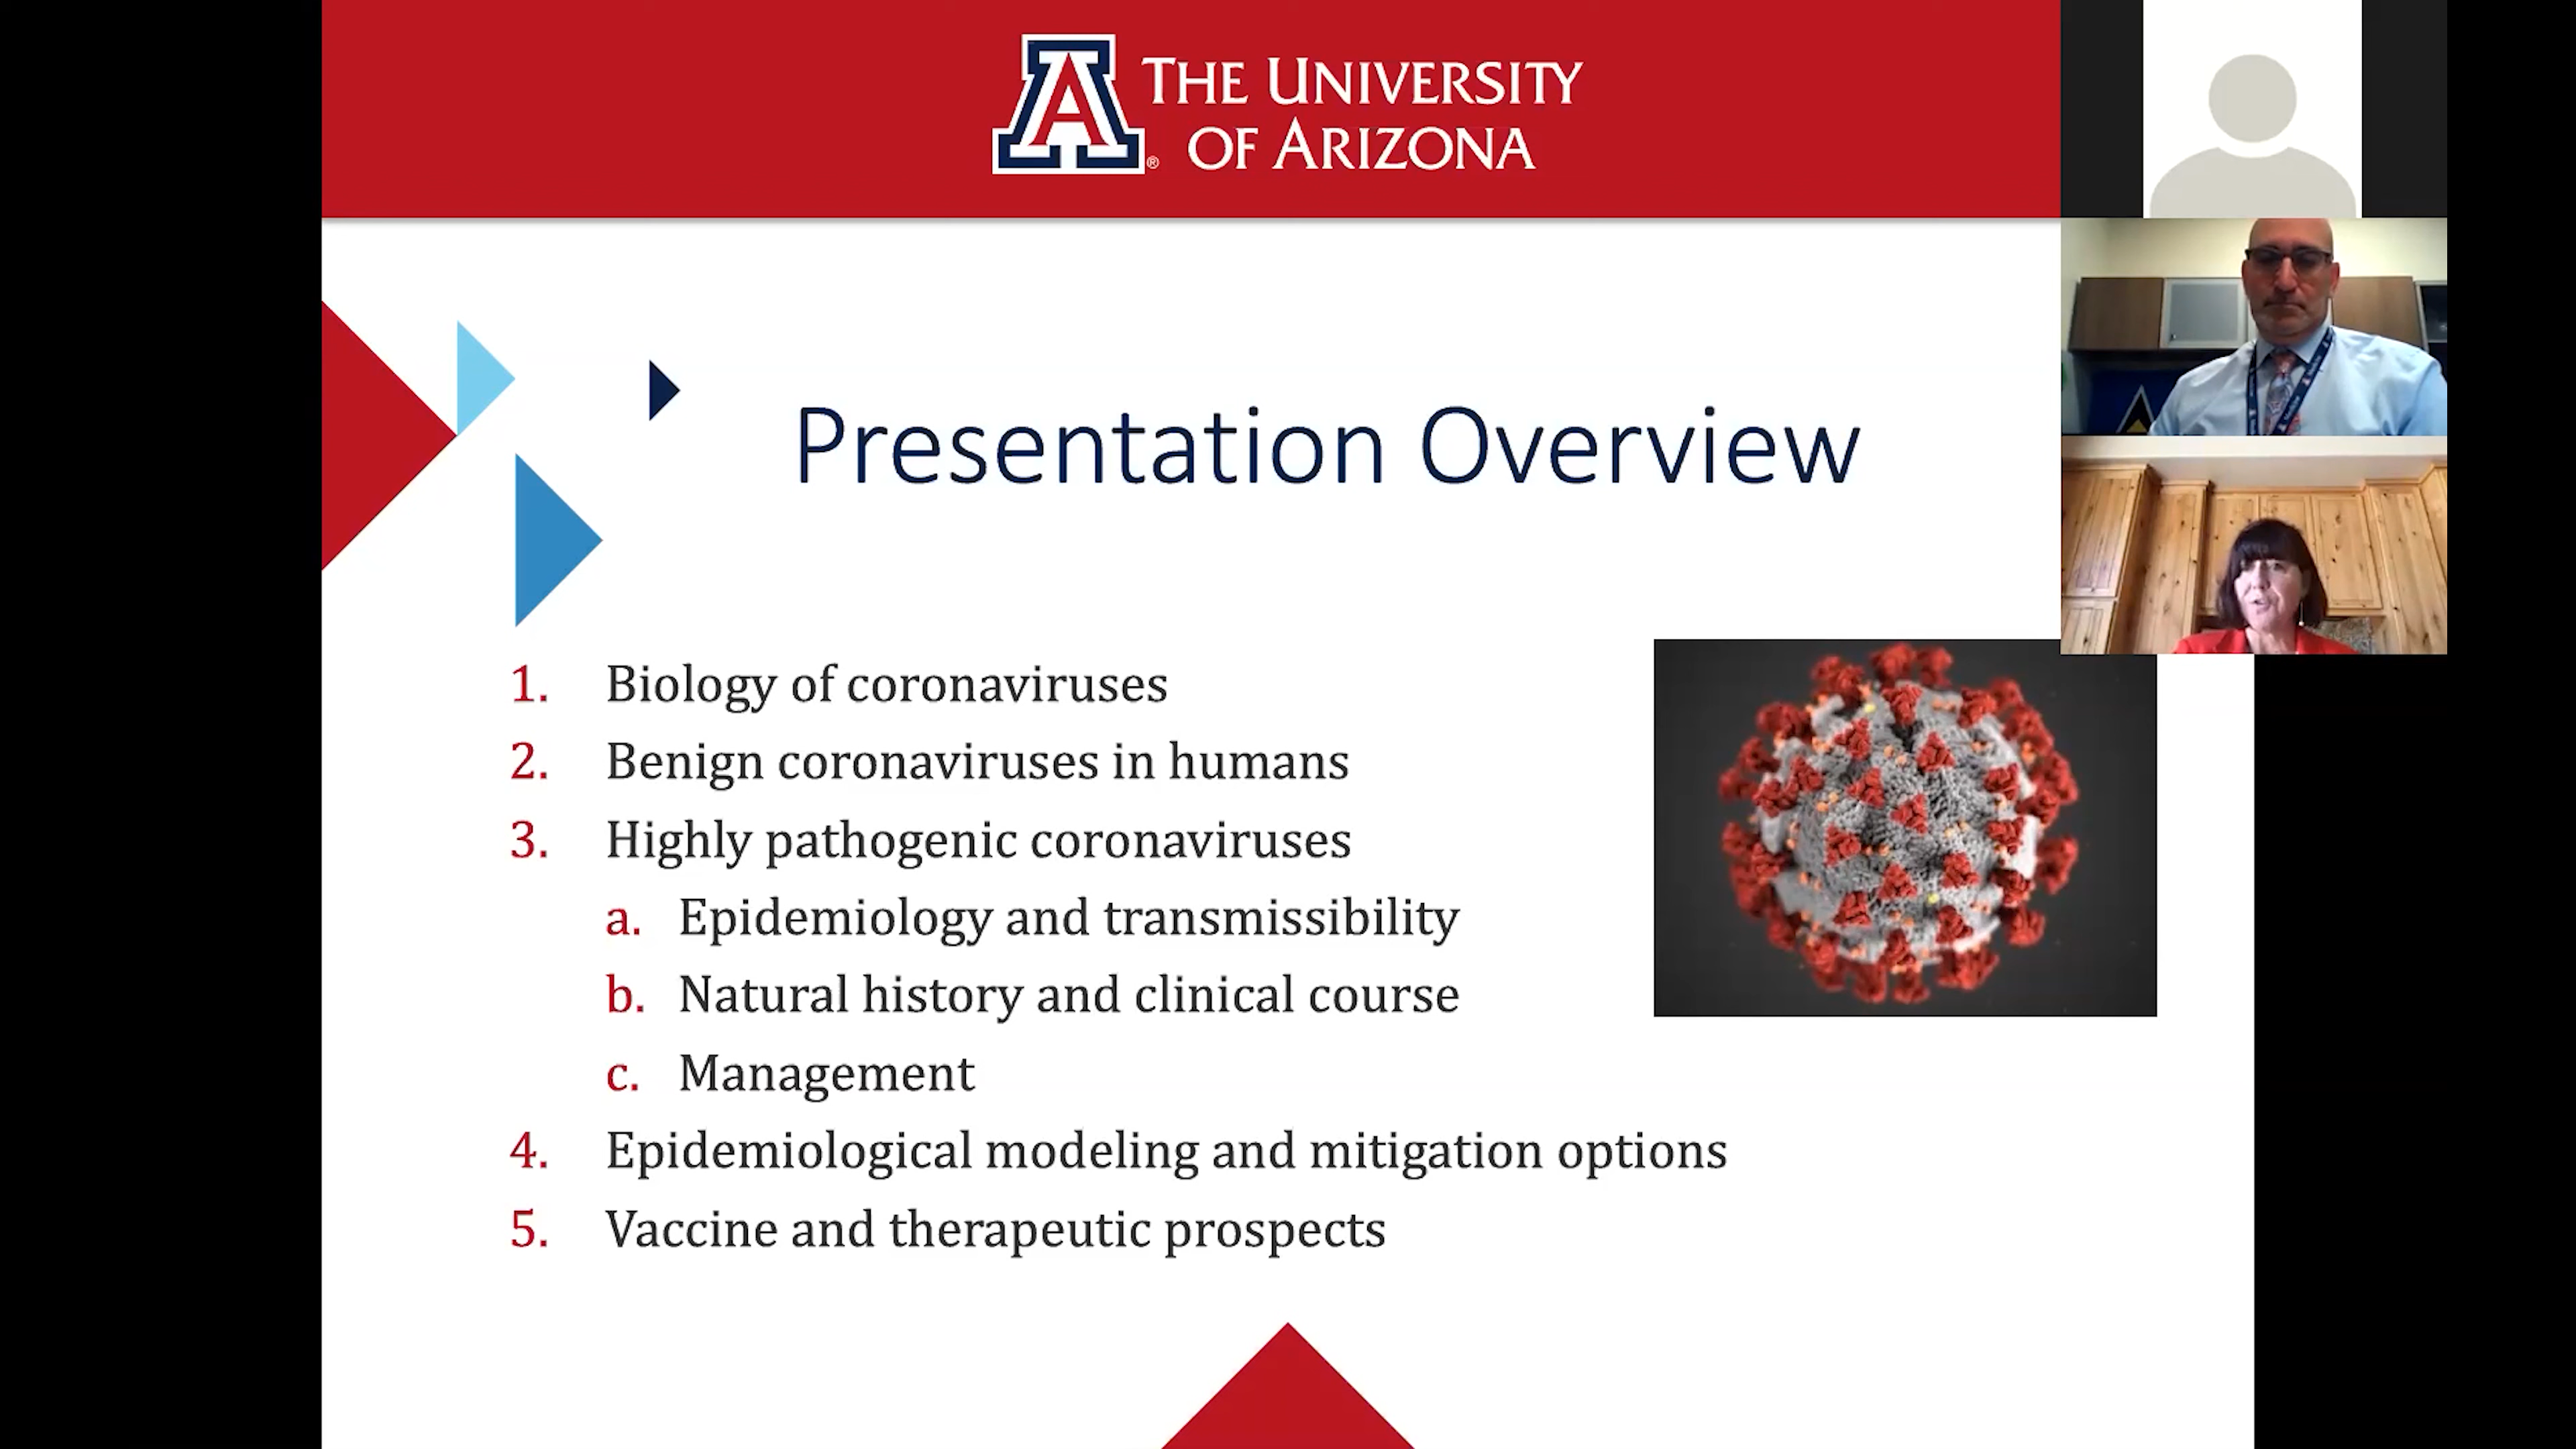 THE UNIVERSITY
OF ARIZONA
®
Presentation Overview
1. Biology of coronaviruses
2. Benign coronaviruses in humans
3. Highly pathogenic coronaviruses
a. Epidemiology and transmissibility
b. Natural history and clinical course
c. Management
4. Epidemiological modeling and mitigation options
5. Vaccine and therapeutic prospects